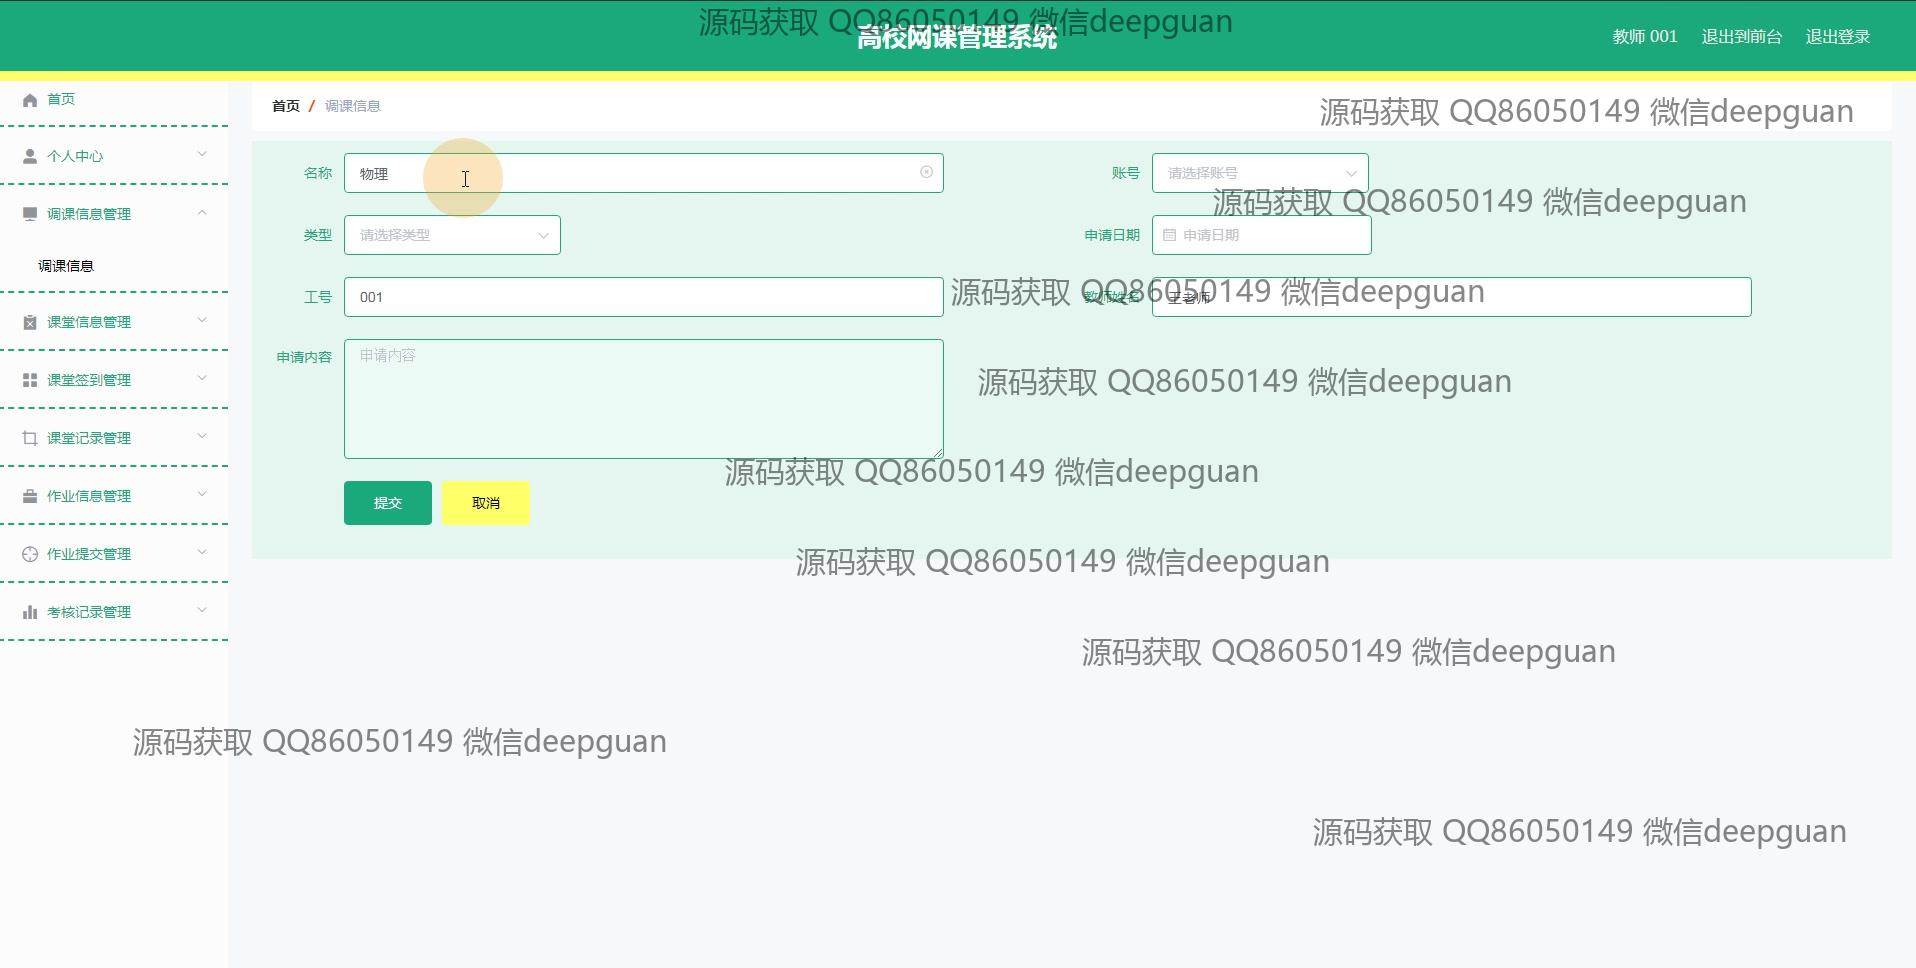 源码获取 QQ86050149 微信deepguan
高校网课管理系统
教师 001 退出到前台 退出登录
首页
个人中心
调课信息管理
调课信息
课堂信息管理
课堂签到管理
课堂记录管理
作业信息管理
作业提交管理
考核记录管理
首页 / 调课信息
源码获取 QQ86050149 微信deepguan
名称 物理
账号 请选择账号
源码获取 QQ86050149 微信deepguan
类型 请选择类型
申请日期 申请日期
工号 001
教师姓名 王老师
源码获取 QQ86050149 微信deepguan
申请内容 申请内容
源码获取 QQ86050149 微信deepguan
源码获取 QQ86050149 微信deepguan
提交 取消
源码获取 QQ86050149 微信deepguan
源码获取 QQ86050149 微信deepguan
源码获取 QQ86050149 微信deepguan
源码获取 QQ86050149 微信deepguan